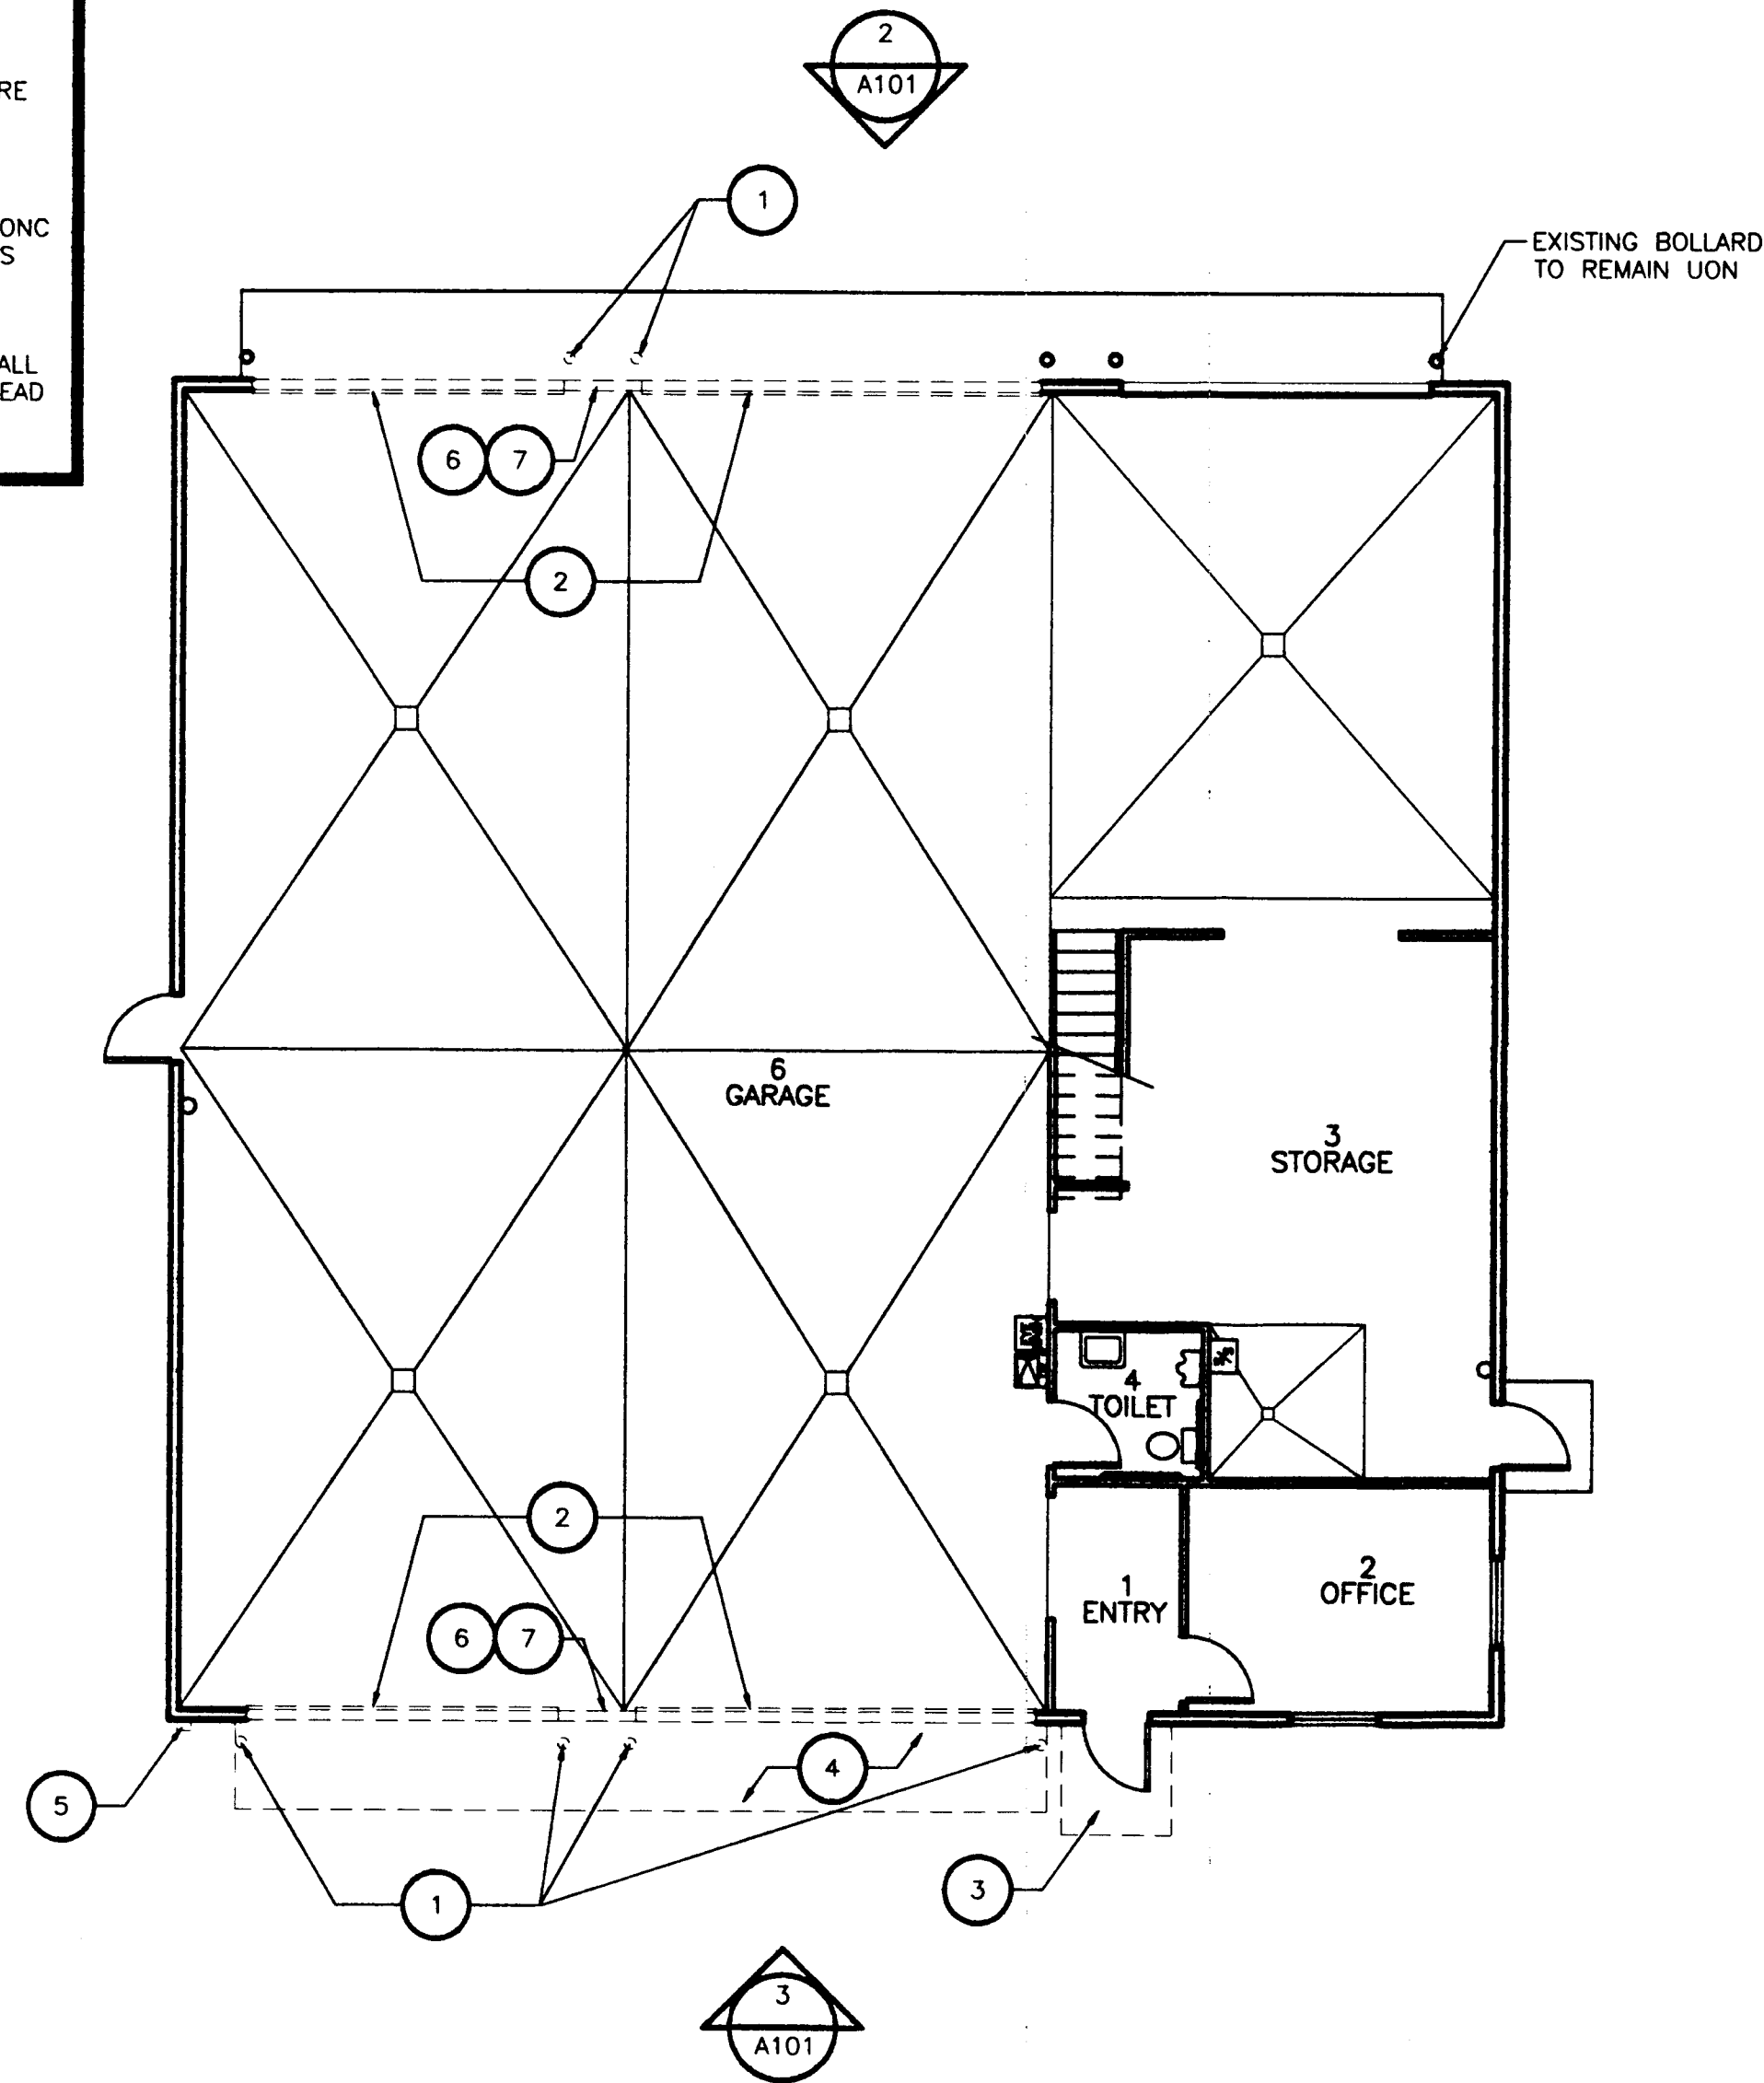 2
A101
RE
1
ONC
S
EXISTING BOLLARD
TO REMAIN UON
ALL
EAD
6 7
2
6
GARAGE
3
STORAGE
4
TOILET
2
1
ENTRY
2
OFFICE
6 7
4
5
1
3
3
A101